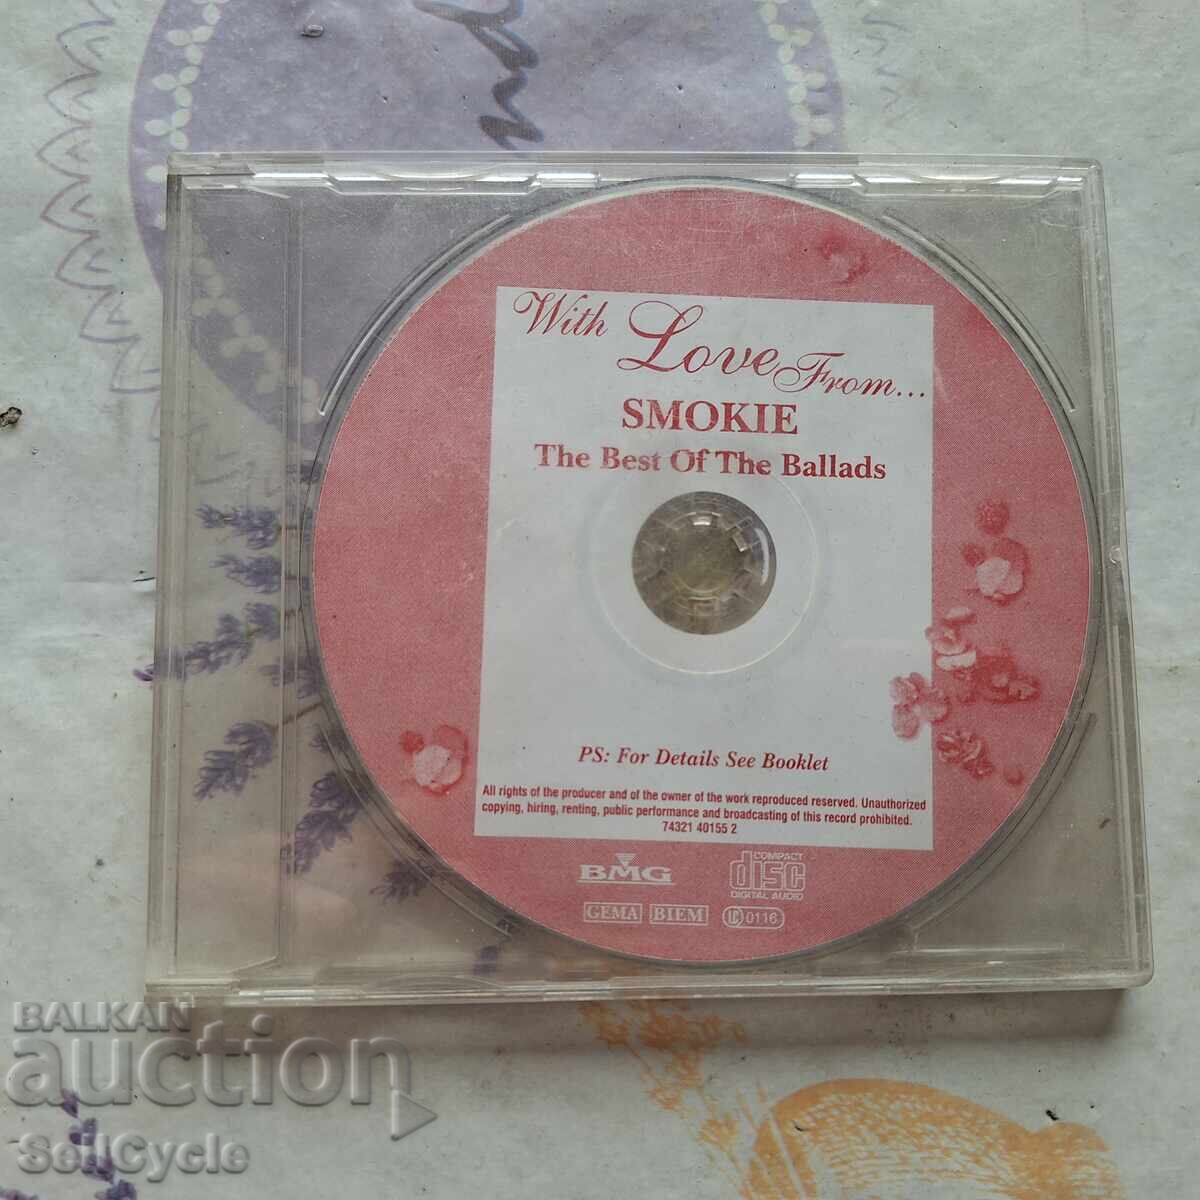 With Love From...
SMOKIE
The Best Of The Ballads
PS: For Details See Booklet
All rights of the producer and of the owner of the work reproduced reserved. Unauthorized
copying, hiring, renting, public performance and broadcasting of this record prohibited.
74321 40155 2
BMG
COMPACT
disc
DIGITAL AUDIO
GEMA BIEM LC 0116
BALKAN
auction
SellCycle